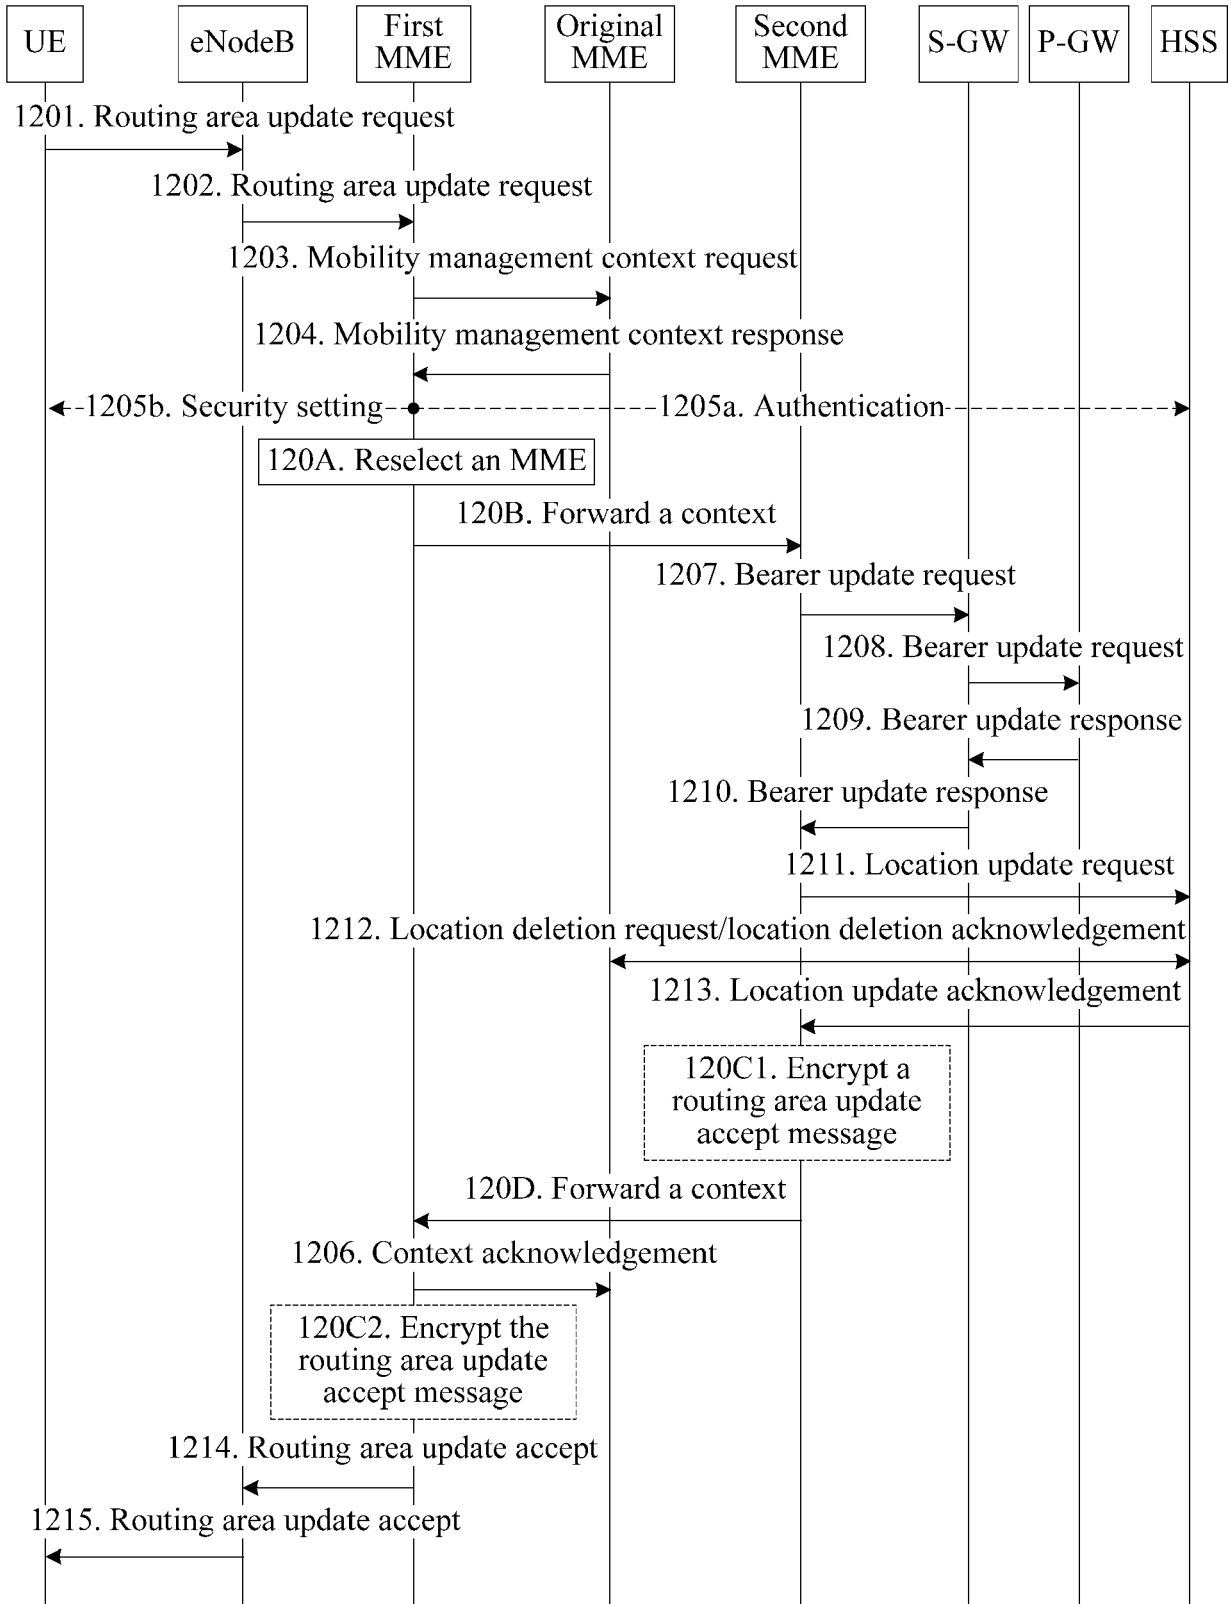 UE
eNodeB
First
MME
Original
MME
Second
MME
S-GW
P-GW
HSS
1201. Routing area update request
1202. Routing area update request
1203. Mobility management context request
1204. Mobility management context response
1205b. Security setting
1205a. Authentication
120A. Reselect an MME
120B. Forward a context
1207. Bearer update request
1208. Bearer update request
1209. Bearer update response
1210. Bearer update response
1211. Location update request
1212. Location deletion request/location deletion acknowledgement
1213. Location update acknowledgement
120C1. Encrypt a
routing area update
accept message
120D. Forward a context
1206. Context acknowledgement
120C2. Encrypt the
routing area update
accept message
1214. Routing area update accept
1215. Routing area update accept